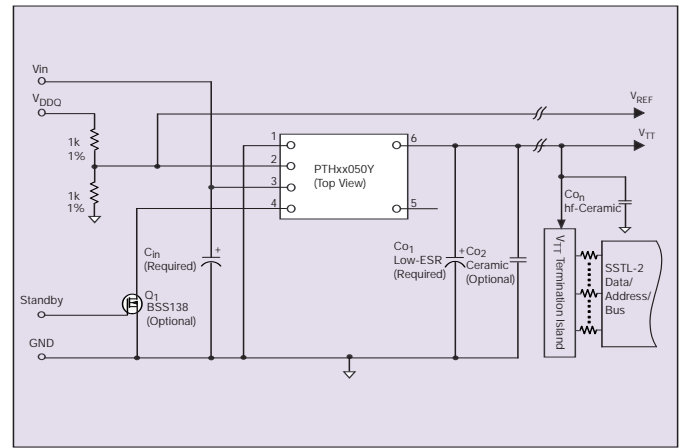 Vin
VDDQ
1k
1%
1k
1%
1
2
3
4
PTHxx050Y
(Top View)
6
5
VREF
VTT
Cin
(Required)
+
Co1
Low-ESR
(Required)
+
Co2
Ceramic
(Optional)
Con
hf-Ceramic
VTT Termination Island
SSTL-2
Data/
Address/
Bus
Standby
Q1
BSS138
(Optional)
GND